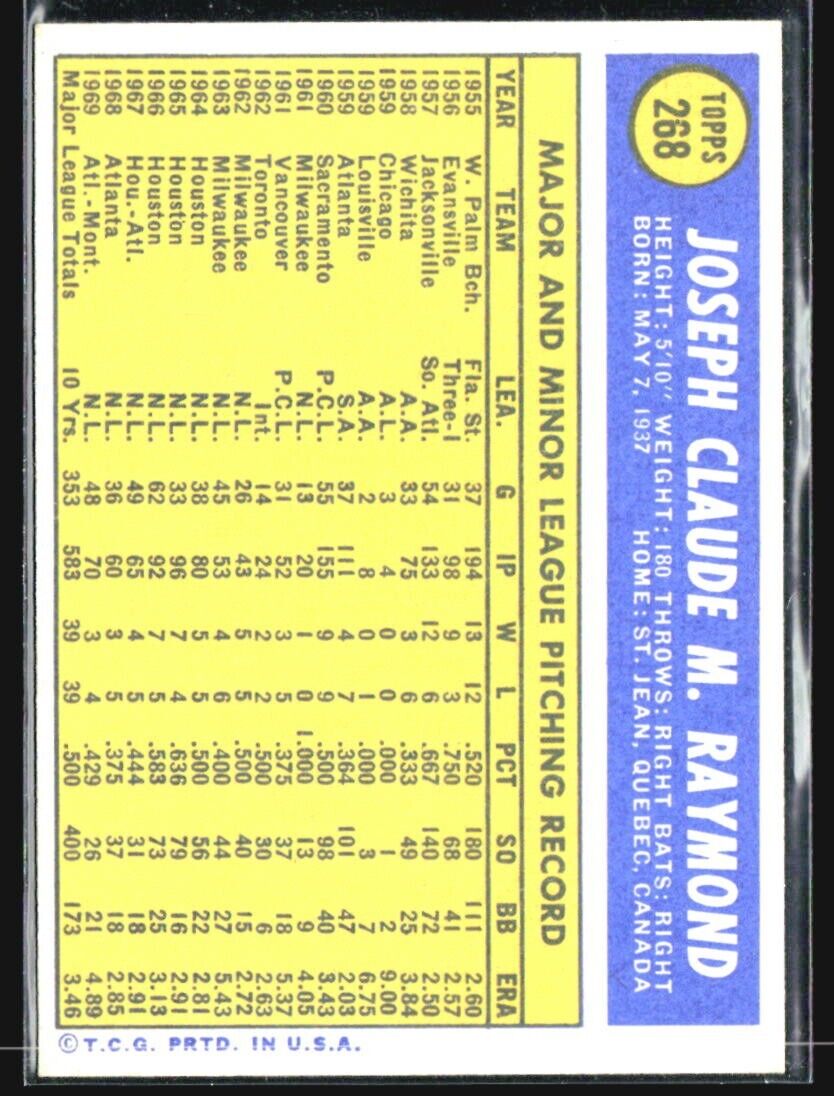 TOPPS
268
JOSEPH CLAUDE M. RAYMOND
HEIGHT: 5'10" WEIGHT: 180 THROWS: RIGHT BATS: RIGHT
BORN: MAY 7, 1937 HOME: ST. JEAN, QUEBEC, CANADA
MAJOR AND MINOR LEAGUE PITCHING RECORD
YEAR TEAM LEA. G IP W L PCT SO BB ERA
1955 W. Palm Bch. Fla. St. 37 194 13 12 .520 180 111 2.60
1956 Evansville Three-I 31 98 9 3 .750 68 41 2.57
1957 Jacksonville So. Atl. 54 133 12 6 .667 140 72 2.50
1958 Wichita A.A. 33 75 3 6 .333 49 25 3.84
1959 Chicago A.L. 3 4 0 0 .000 1 2 9.00
1959 Louisville A.A. 2 8 0 1 .000 3 7 6.75
1959 Atlanta S.A. 37 111 4 7 .364 101 47 2.03
1960 Sacramento P.C.L. 55 155 9 9 .500 98 40 3.43
1961 Milwaukee N.L. 13 20 1 0 1.000 13 9 4.05
1961 Vancouver P.C.L. 31 52 3 5 .375 37 18 5.37
1962 Toronto Int. 14 24 2 2 .500 30 6 2.63
1962 Milwaukee N.L. 26 43 5 5 .500 40 15 2.72
1963 Milwaukee N.L. 45 53 4 6 .400 44 27 5.43
1964 Houston N.L. 38 80 5 5 .500 56 22 2.81
1965 Houston N.L. 33 96 7 4 .636 79 16 2.91
1966 Houston N.L. 62 92 7 5 .583 73 25 3.13
1967 Hou.-Atl. N.L. 49 65 4 5 .444 31 18 2.91
1968 Atlanta N.L. 36 60 3 5 .375 37 18 2.85
1969 Atl.-Mont. N.L. 48 70 3 4 .429 26 21 4.89
Major League Totals 10 Yrs. 353 583 39 39 .500 400 173 3.46
© T.C.G. PRTD. IN U.S.A.